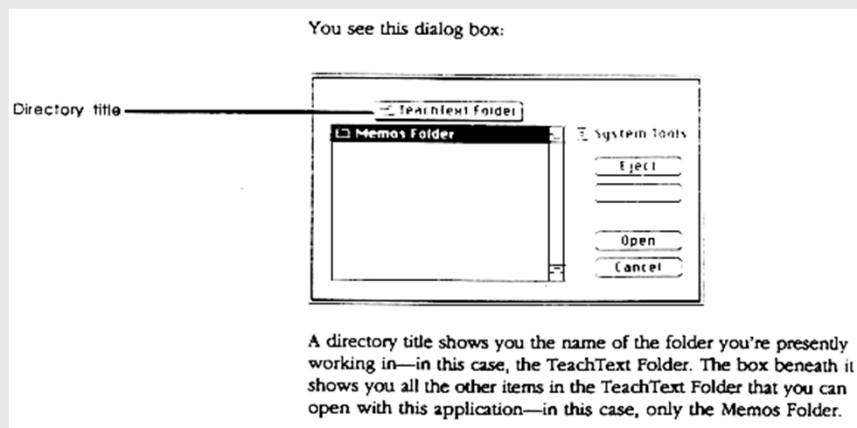 You see this dialog box:
Directory title
TeachText Folder
Memos Folder
System Tools
Eject
Open
Cancel
A directory title shows you the name of the folder you're presently
working in—in this case, the TeachText Folder. The box beneath it
shows you all the other items in the TeachText Folder that you can
open with this application—in this case, only the Memos Folder.